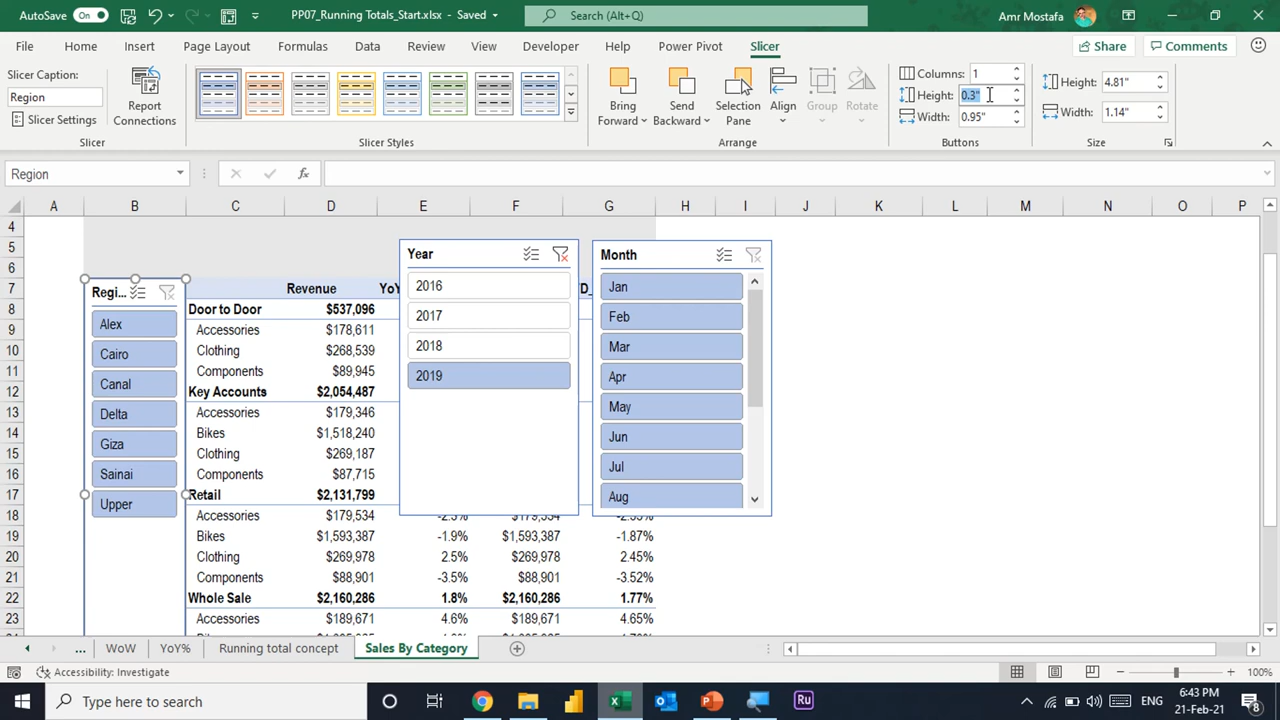 AutoSave On PP07_Running Totals_Start.xlsx - Saved Search (Alt+Q) Amr Mostafa
File Home Insert Page Layout Formulas Data Review View Developer Help Power Pivot Slicer Share Comments
Slicer Caption:
Region
Slicer Settings
Report Connections
Bring Forward
Send Backward
Selection Pane
Align
Group
Rotate
Columns: 1
Height: 0.3"
Width: 0.95"
Height: 4.81"
Width: 1.14"
Slicer Slicer Styles Arrange Buttons Size
Region fx
A B C D E F G H I J K L M N O P
4
5
6
7 Revenue
8 Door to Door $537,096
9 Accessories $178,611
10 Clothing $268,539
11 Components $89,945
12 Key Accounts $2,054,487
13 Accessories $179,346
14 Bikes $1,518,240
15 Clothing $269,187
16 Components $87,715
17 Retail $2,131,799
18 Accessories $179,534
19 Bikes $1,593,387 -1.9% $1,593,387 -1.87%
20 Clothing $269,978 2.5% $269,978 2.45%
21 Components $88,901 -3.5% $88,901 -3.52%
22 Whole Sale $2,160,286 1.8% $2,160,286 1.77%
23 Accessories $189,671 4.6% $189,671 4.65%
Regi...
Alex
Cairo
Canal
Delta
Giza
Sainai
Upper
Year
2016
2017
2018
2019
Month
Jan
Feb
Mar
Apr
May
Jun
Jul
Aug
... WoW YoY% Running total concept Sales By Category
Accessibility: Investigate 100%
Type here to search Ru ENG 6:43 PM
21-Feb-21 8